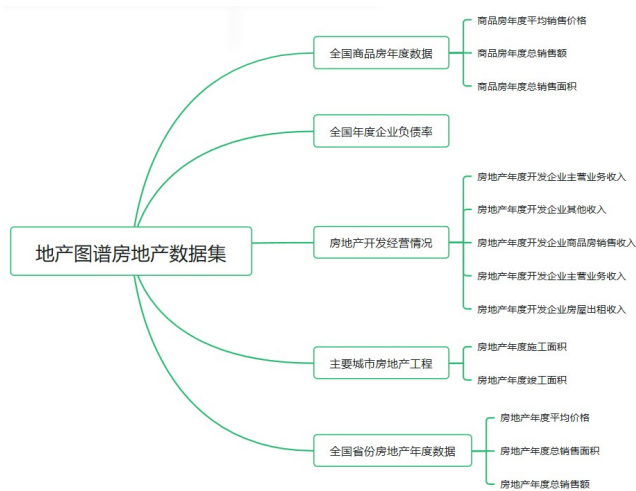 地产图谱房地产数据集
全国商品房年度数据
商品房年度平均销售价格
商品房年度总销售额
商品房年度总销售面积
全国年度企业负债率
房地产开发经营情况
房地产年度开发企业主营业务收入
房地产年度开发企业其他收入
房地产年度开发企业商品房销售收入
房地产年度开发企业主营业务收入
房地产年度开发企业房屋出租收入
主要城市房地产工程
房地产年度施工面积
房地产年度竣工面积
全国省份房地产年度数据
房地产年度平均价格
房地产年度总销售面积
房地产年度总销售额